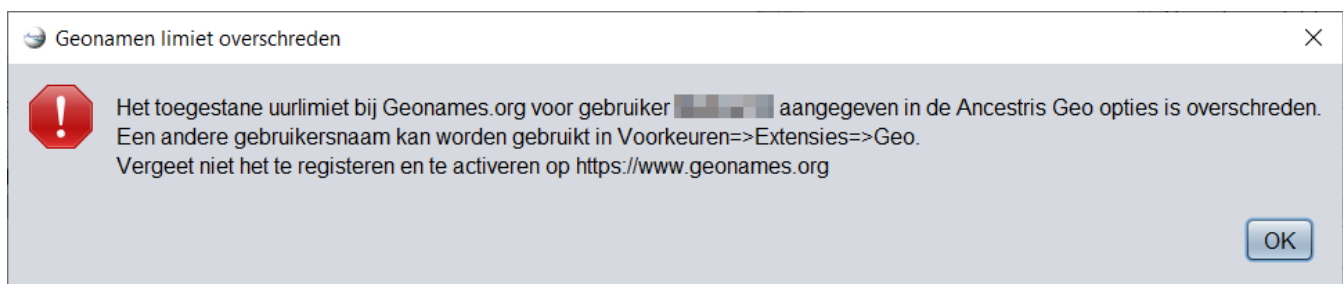 Geonamen limiet overschreden
Het toegestane uurlimiet bij Geonames.org voor gebruiker aangegeven in de Ancestris Geo opties is overschreden.
Een andere gebruikersnaam kan worden gebruikt in Voorkeuren=>Extensies=>Geo.
Vergeet niet het te registeren en te activeren op https://www.geonames.org
OK